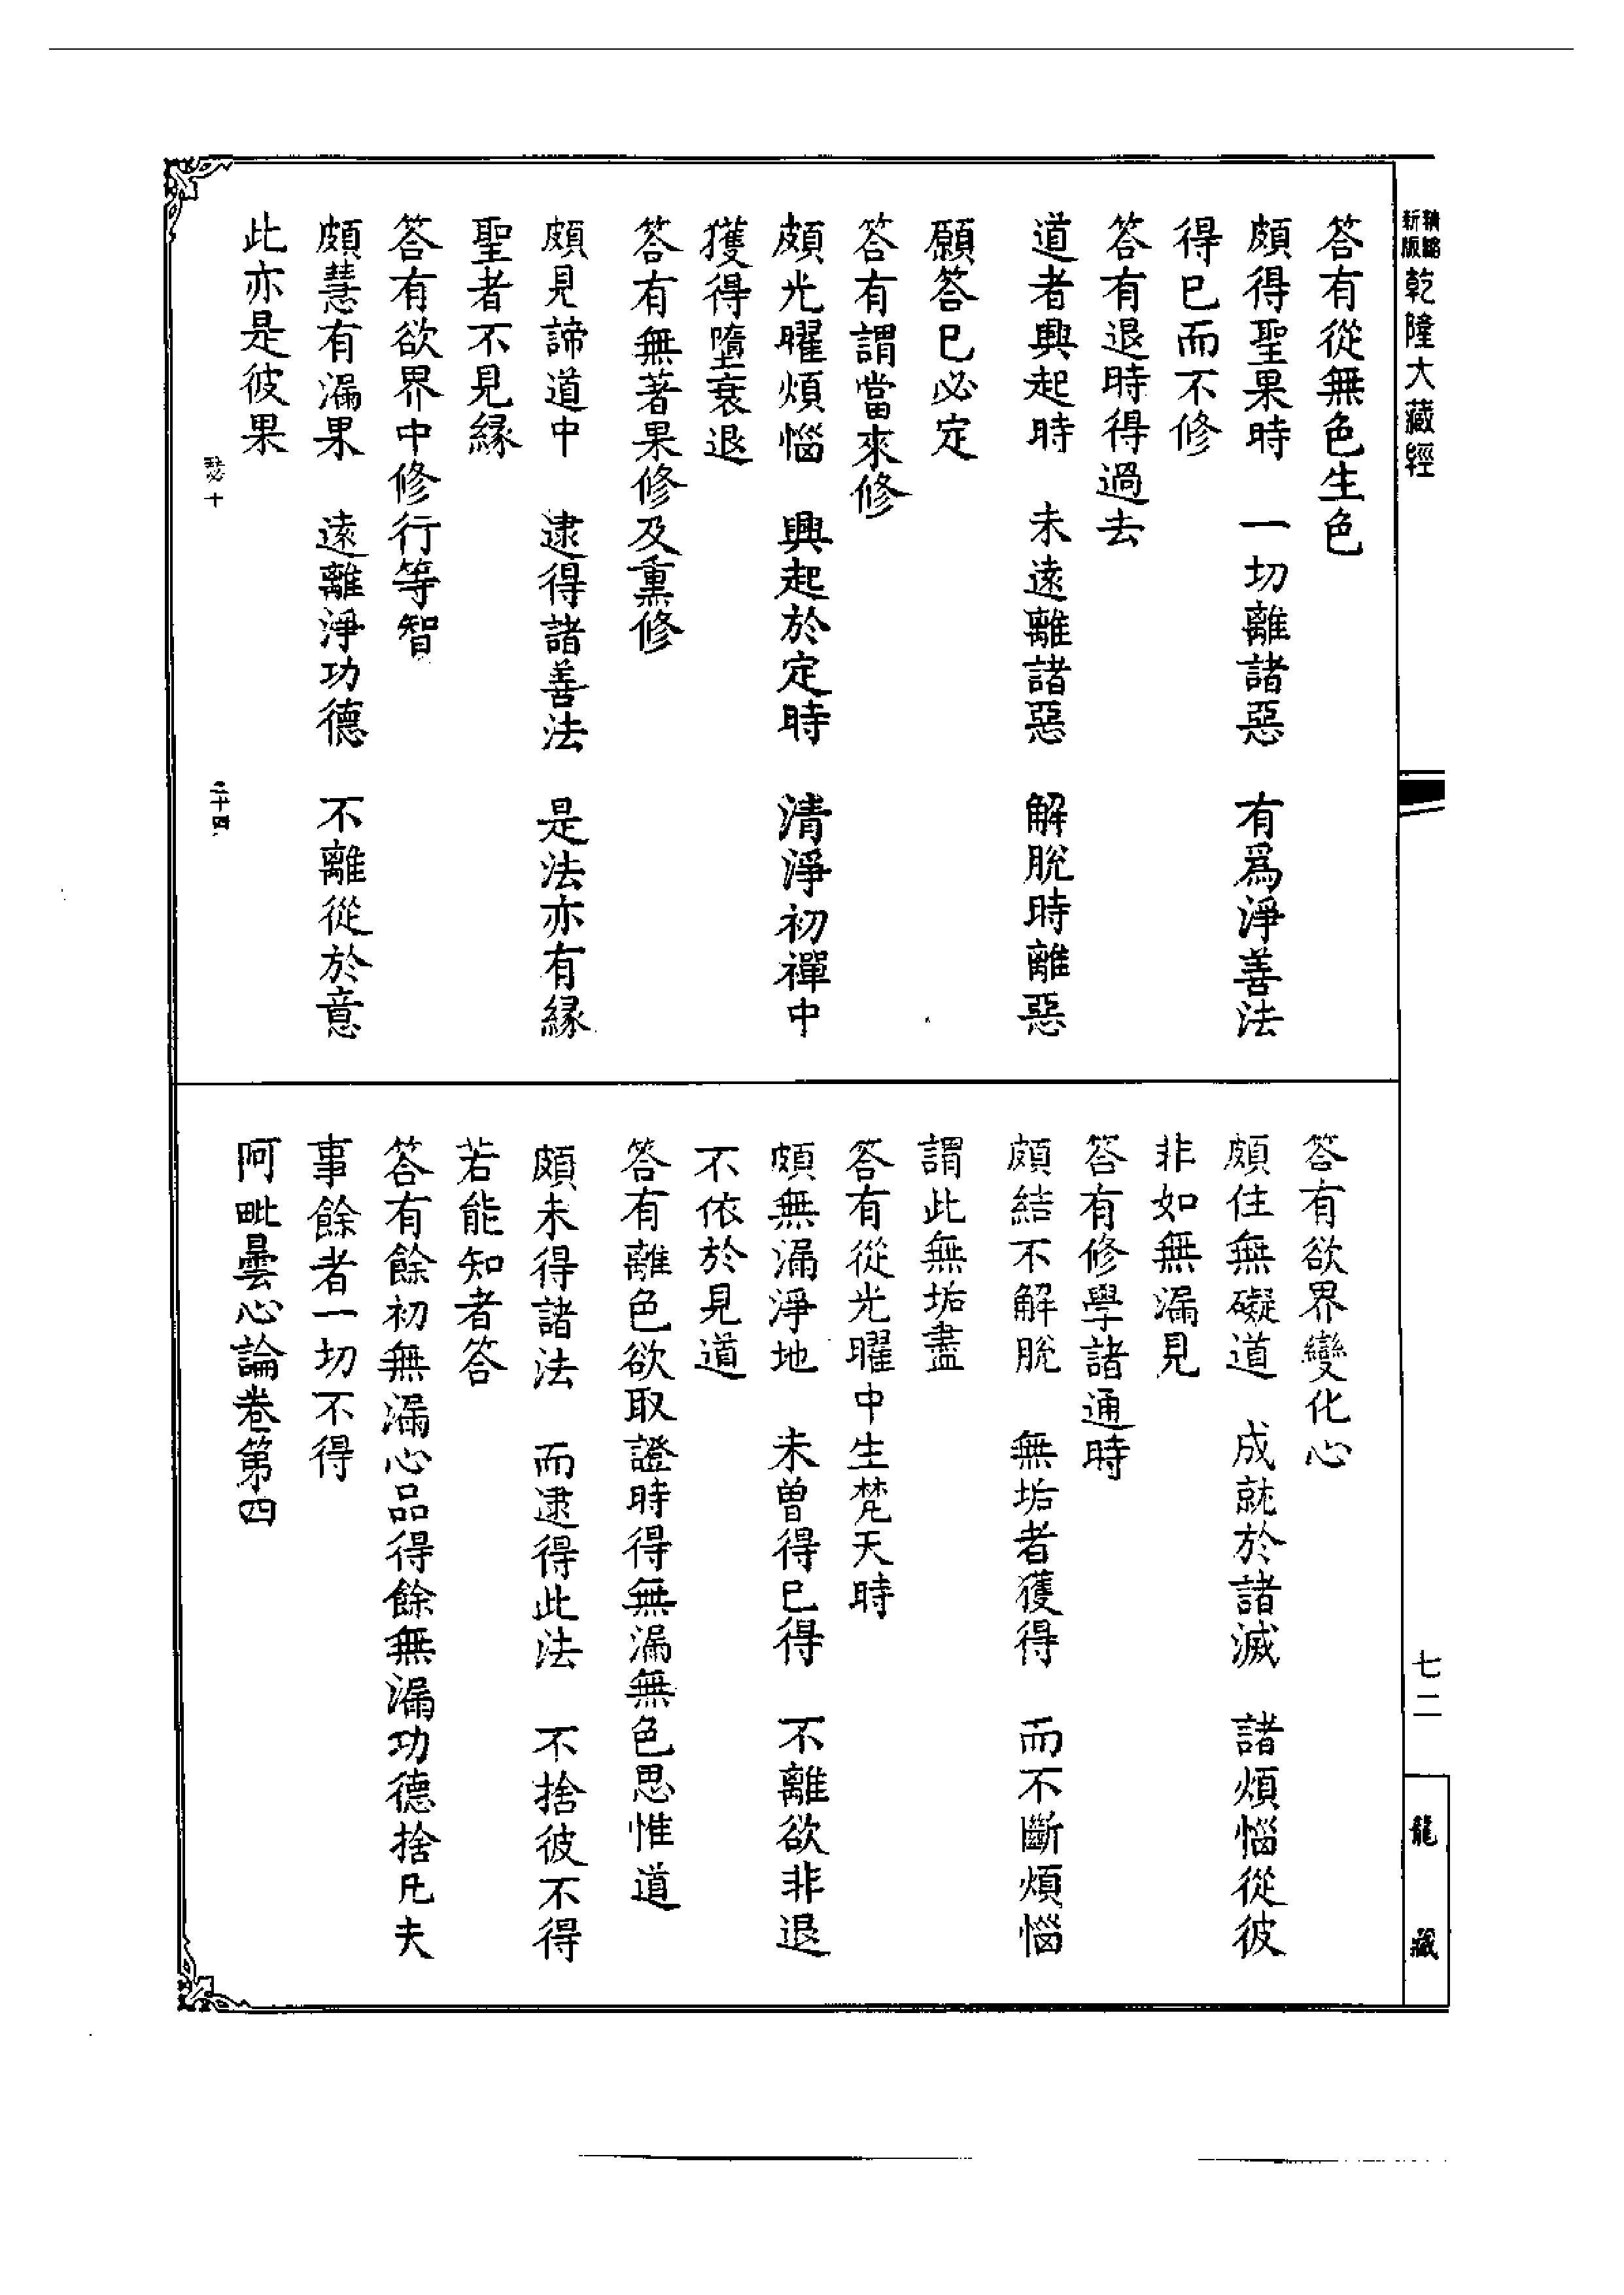 精縮
新版
乾隆大藏經
答有從無色生色
頗得聖果時　一切離諸惡　有爲淨善法
得已而不修
答有退時得過去
道者興起時　未遠離諸惡　解脫時離惡
願答已必定
答有謂當來修
頗光曜煩惱　興起於定時　清淨初禪中
獲得墮衰退
答有無著果修及熏修
頗見諦道中　逮得諸善法　是法亦有緣
聖者不見緣
答有欲界中修行等智
頗慧有漏果　遠離淨功德　不離從於意
此亦是彼果
十
二十四
答有欲界變化心
頗住無礙道　成就於諸滅　諸煩惱從彼
非如無漏見
答有修學諸通時
頗結不解脫　無垢者獲得　而不斷煩惱
謂此無垢盡
答有從光曜中生梵天時
頗無漏淨地　未曾得已得　不離欲非退
不依於見道
答有離色欲取證時得無漏無色思惟道
頗未得諸法　而逮得此法　不捨彼不得
若能知者答
答有餘初無漏心品得餘無漏功德捨凡夫
事餘者一切不得
阿毗曇心論卷第四
七二
龍藏